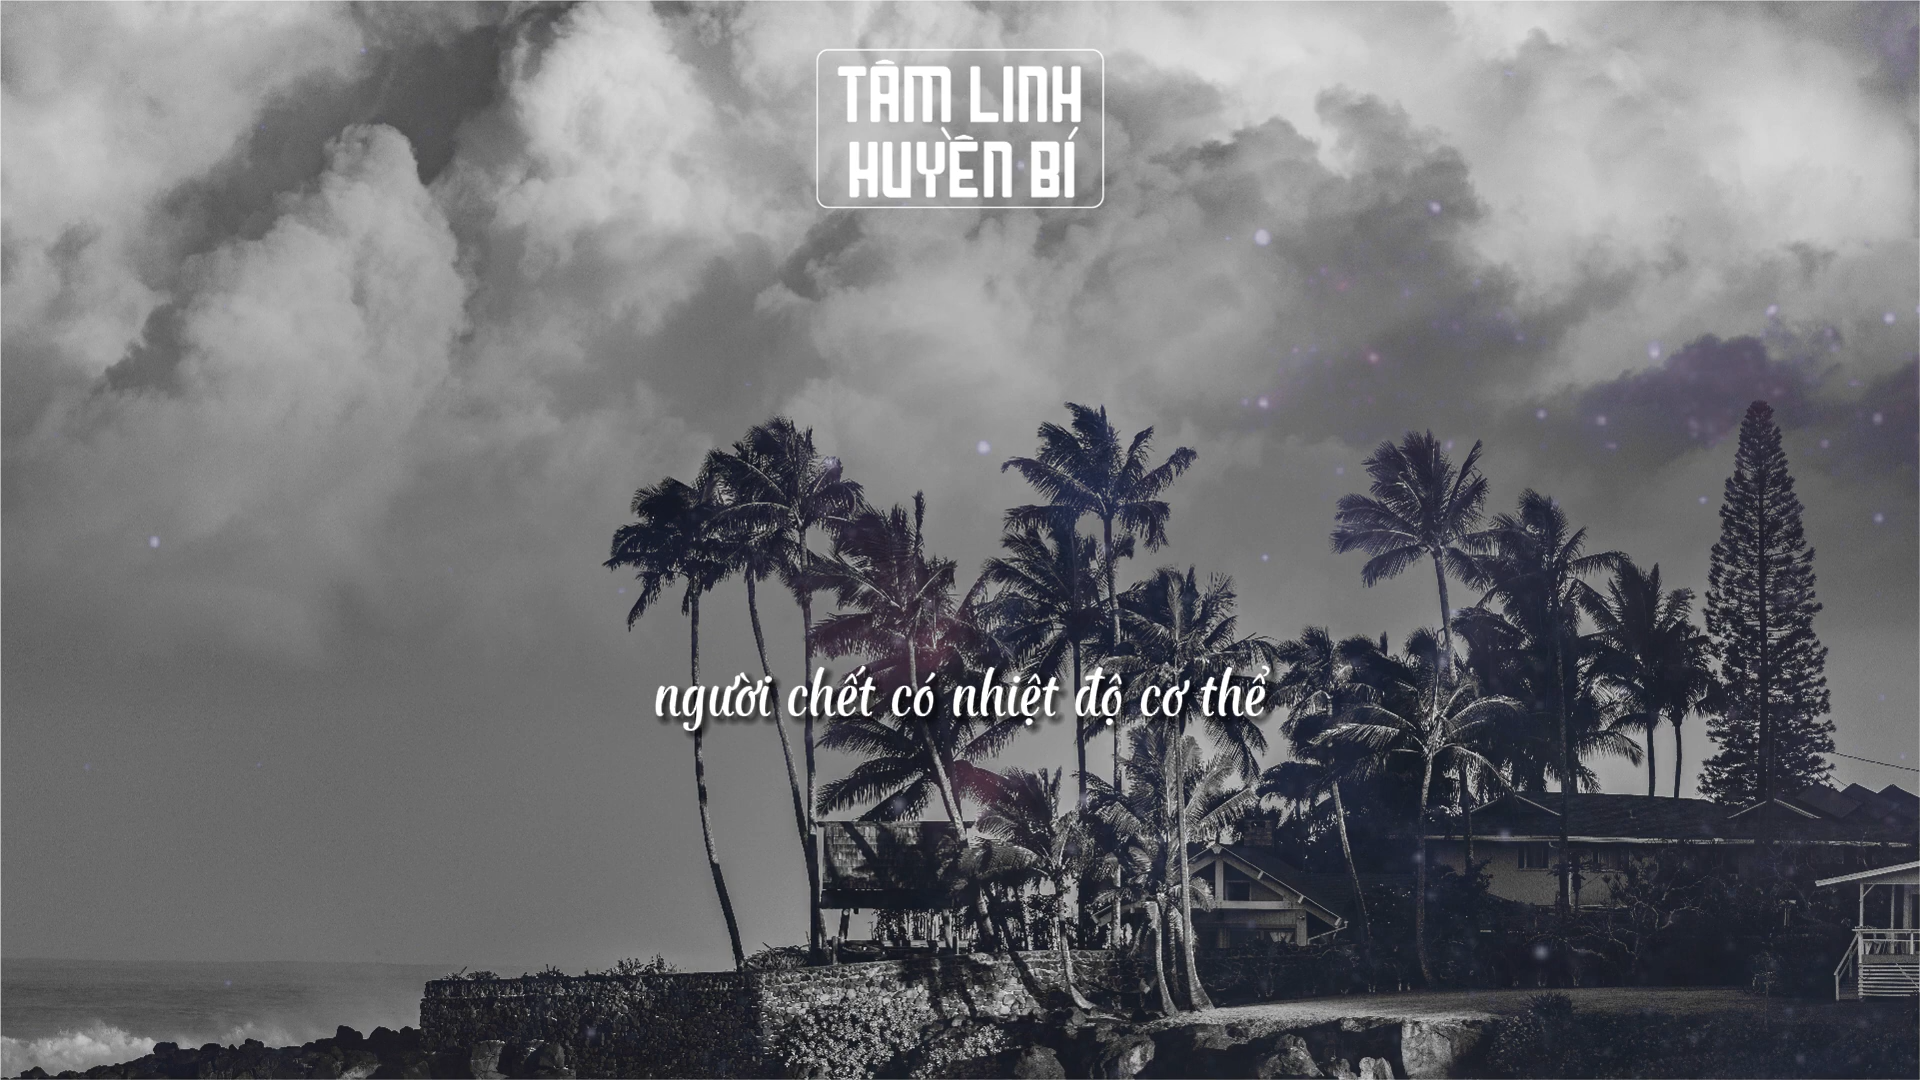 TÂM LINH
HUYỀN BÍ
người chết có nhiệt độ cơ thể